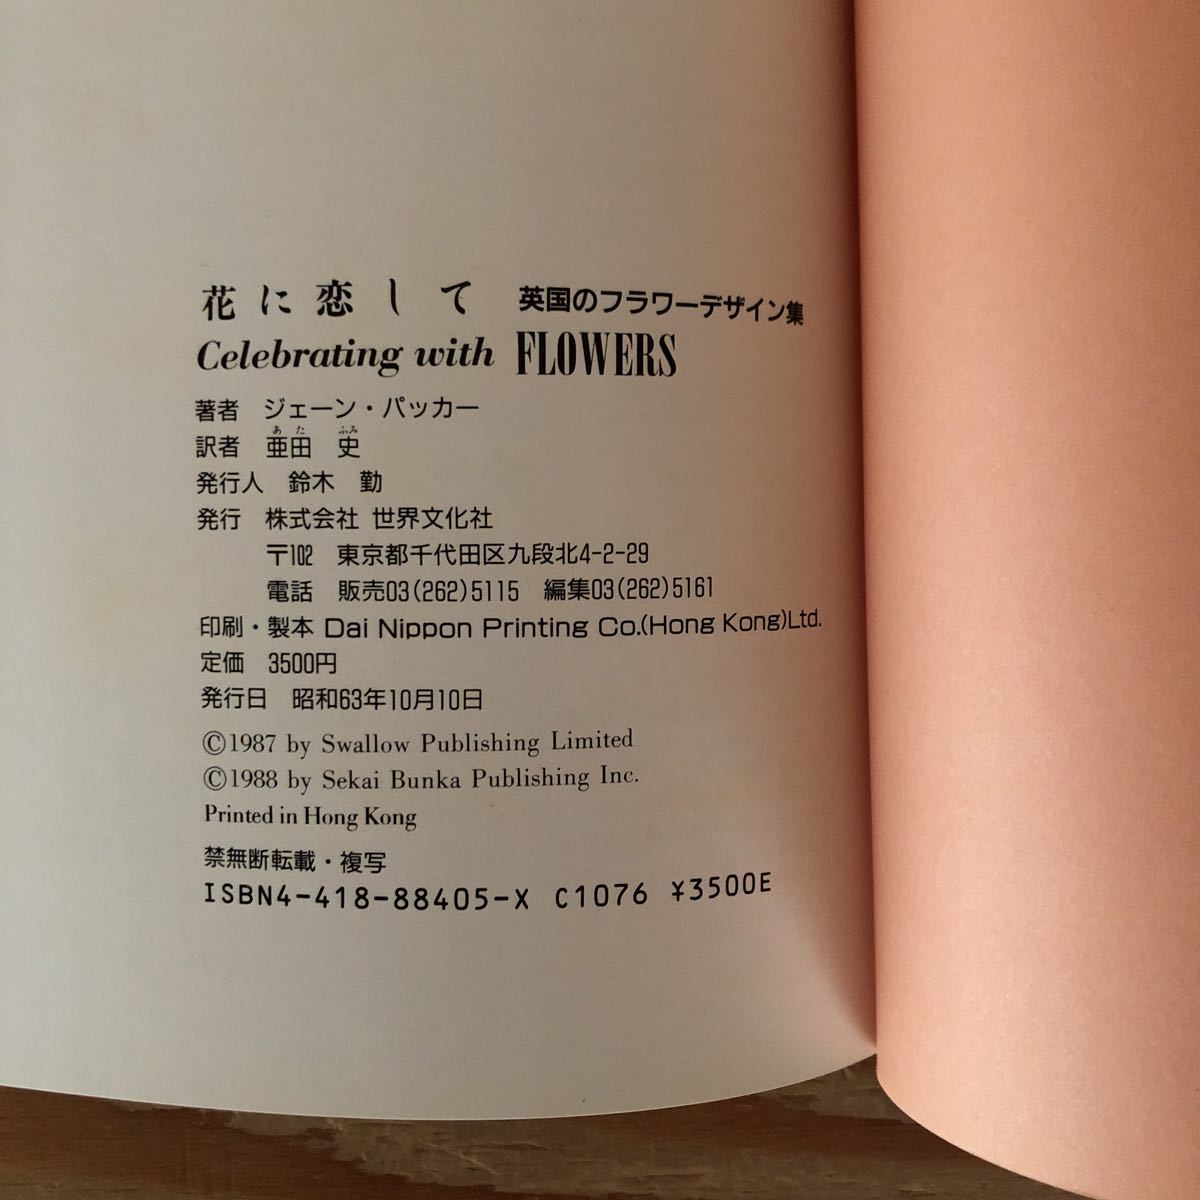 花に恋して 英国のフラワーデザイン集
Celebrating with FLOWERS
著者 ジェーン・パッカー
あた ふみ
訳者 亜田 史
発行人 鈴木 勤
発行 株式会社 世界文化社
〒102 東京都千代田区九段北4-2-29
電話 販売03(262)5115 編集03(262)5161
印刷・製本 Dai Nippon Printing Co.(Hong Kong)Ltd.
定価 3500円
発行日 昭和63年10月10日
©1987 by Swallow Publishing Limited
©1988 by Sekai Bunka Publishing Inc.
Printed in Hong Kong
禁無断転載・複写
ISBN4-418-88405-X C1076 ¥3500E